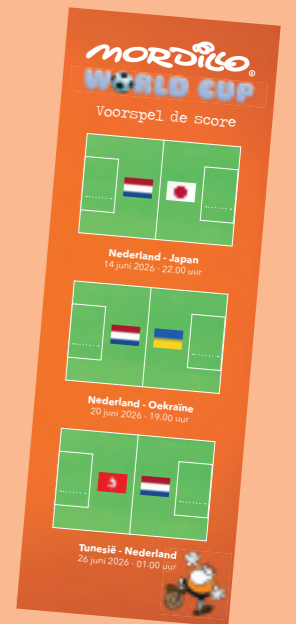 MORDILLO®
WORLD CUP
Voorspel de score
Nederland - Japan
14 juni 2026 - 22.00 uur
Nederland - Oekraïne
20 juni 2026 - 19.00 uur
Tunesië - Nederland
26 juni 2026 - 01.00 uur